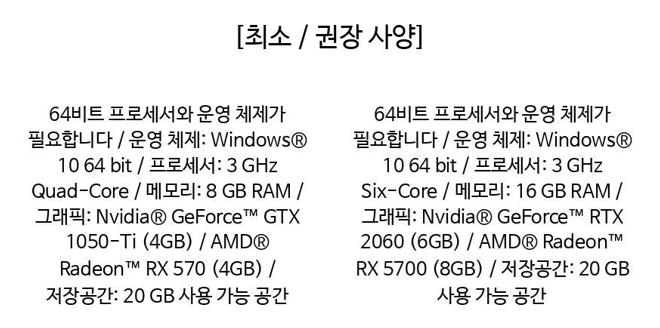 [최소 / 권장 사양]
64비트 프로세서와 운영 체제가
필요합니다 / 운영 체제: Windows®
10 64 bit / 프로세서: 3 GHz
Quad-Core / 메모리: 8 GB RAM /
그래픽: Nvidia® GeForce™ GTX
1050-Ti (4GB) / AMD®
Radeon™ RX 570 (4GB) /
저장공간: 20 GB 사용 가능 공간
64비트 프로세서와 운영 체제가
필요합니다 / 운영 체제: Windows®
10 64 bit / 프로세서: 3 GHz
Six-Core / 메모리: 16 GB RAM /
그래픽: Nvidia® GeForce™ RTX
2060 (6GB) / AMD® Radeon™
RX 5700 (8GB) / 저장공간: 20 GB
사용 가능 공간